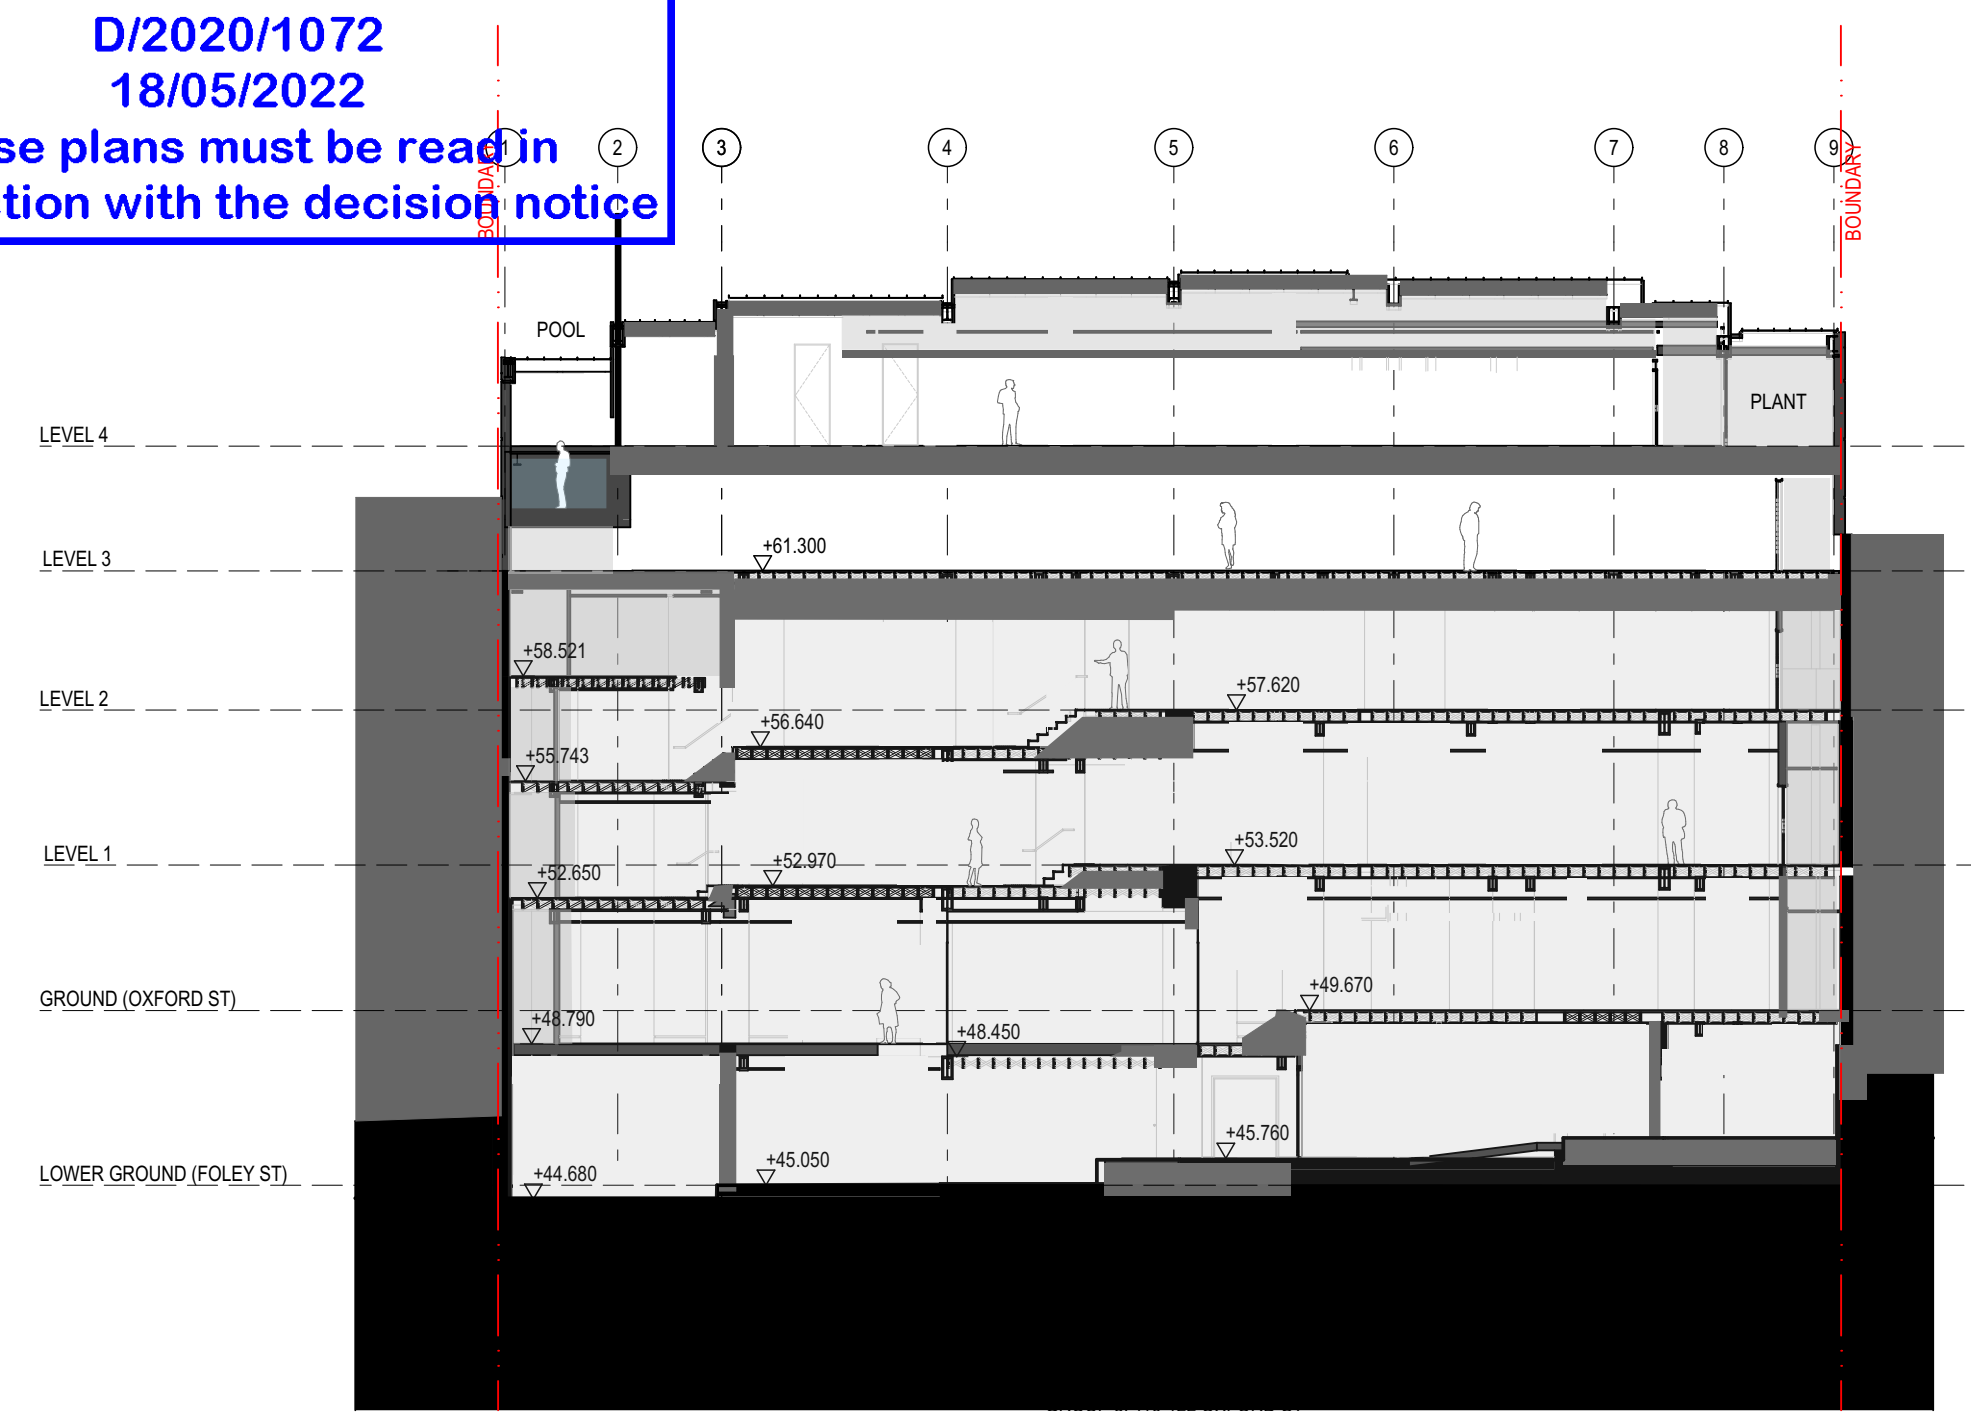 D/2020/1072
18/05/2022
se plans must be read in
tion with the decision notice
BOUNDARY
1
2
3
4
5
6
7
8
9
BOUNDARY
POOL
PLANT
LEVEL 4
LEVEL 3
+61.300
+58.521
LEVEL 2
+57.620
+56.640
+55.743
LEVEL 1
+53.520
+52.970
+52.650
GROUND (OXFORD ST)
+49.670
+48.790
+48.450
LOWER GROUND (FOLEY ST)
+45.760
+45.050
+44.680